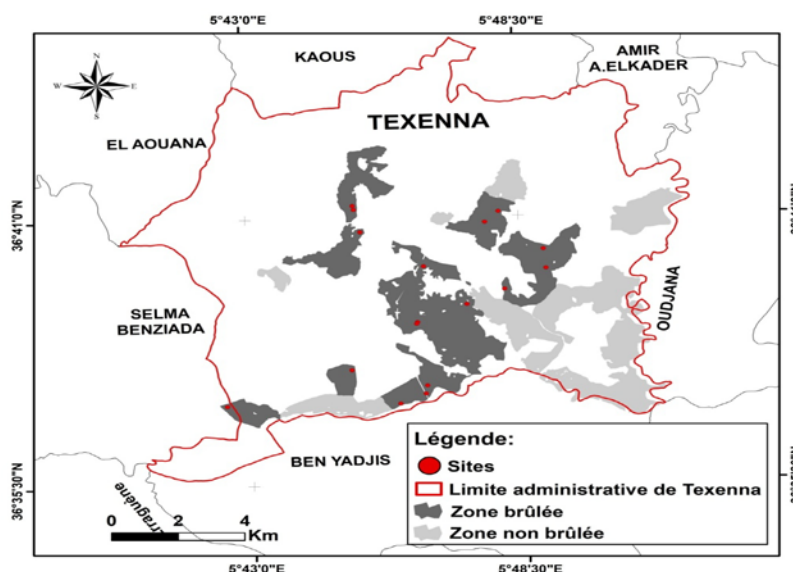 5°43'0"E
5°48'30"E
KAOUS
AMIR
A.ELKADER
N
W E
S
TEXENNA
EL AOUANA
36°41'0"N
SELMA
BENZIADA
OUDJANA
BEN YADJIS
36°35'30"N
Légende:
Sites
Limite administrative de Texenna
Zone brûlée
Zone non brûlée
0 2 4
Km
5°43'0"E
5°48'30"E